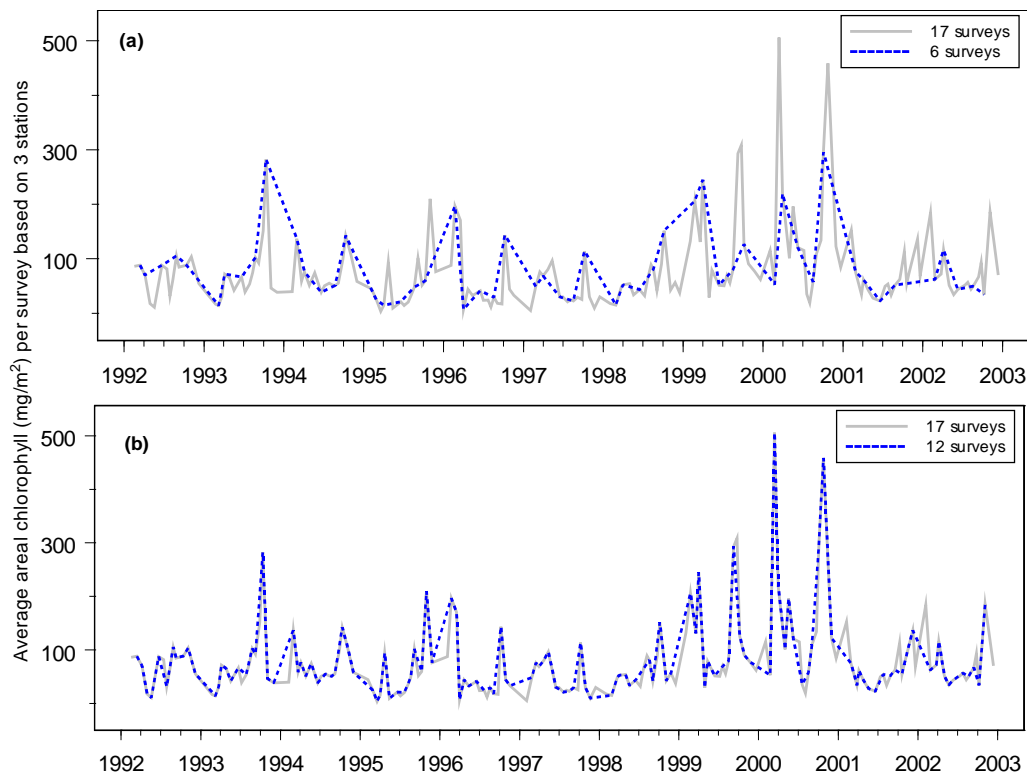 Average areal chlorophyll (mg/m²) per survey based on 3 stations
(a)
17 surveys
6 surveys
500
300
100
1992 1993 1994 1995 1996 1997 1998 1999 2000 2001 2002 2003
(b)
17 surveys
12 surveys
500
300
100
1992 1993 1994 1995 1996 1997 1998 1999 2000 2001 2002 2003